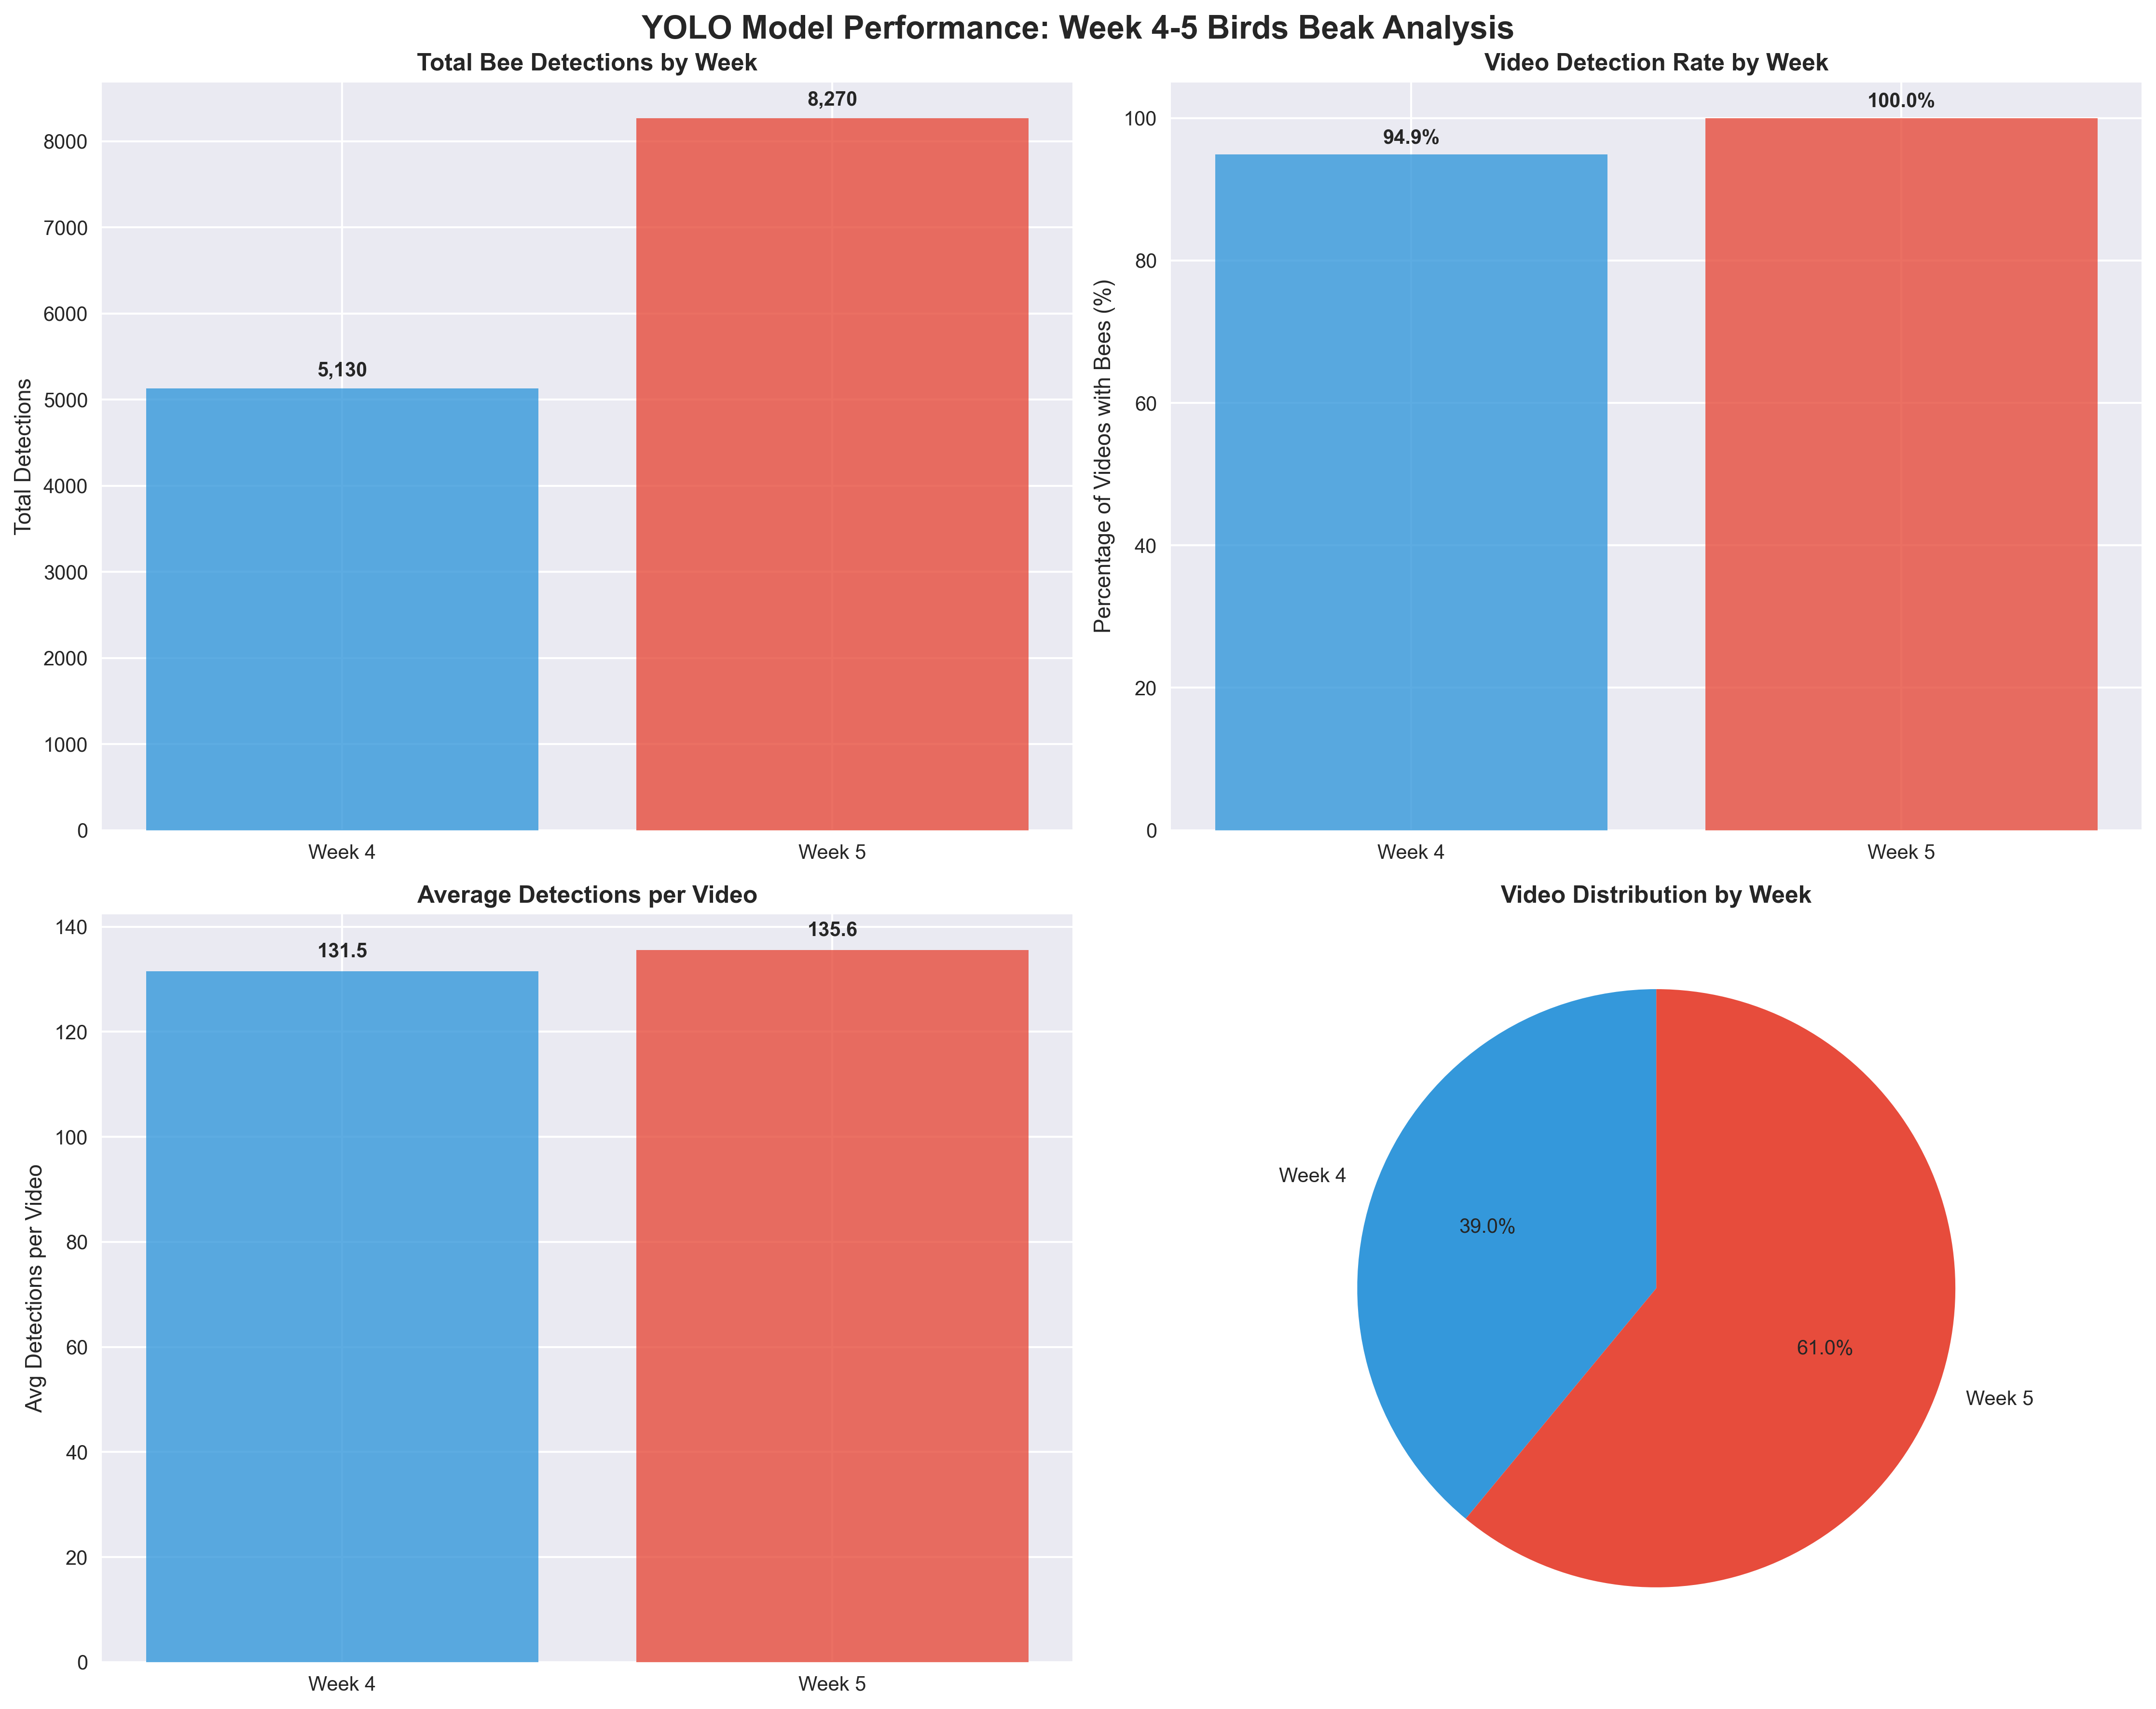 YOLO Model Performance: Week 4-5 Birds Beak Analysis
Total Bee Detections by Week
Total Detections
8000
7000
6000
5000
4000
3000
2000
1000
0
5,130
8,270
Week 4
Week 5
Video Detection Rate by Week
Percentage of Videos with Bees (%)
100
80
60
40
20
0
94.9%
100.0%
Week 4
Week 5
Average Detections per Video
Avg Detections per Video
140
120
100
80
60
40
20
0
131.5
135.6
Week 4
Week 5
Video Distribution by Week
Week 4
39.0%
61.0%
Week 5